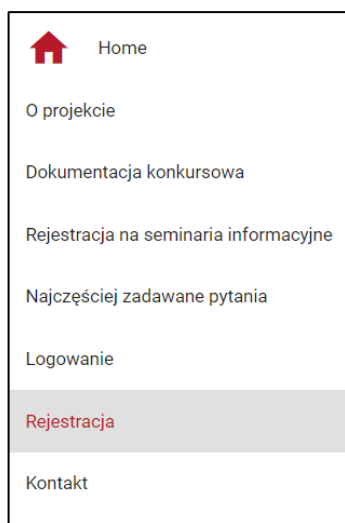 Home
O projekcie
Dokumentacja konkursowa
Rejestracja na seminaria informacyjne
Najczęściej zadawane pytania
Logowanie
Rejestracja
Kontakt